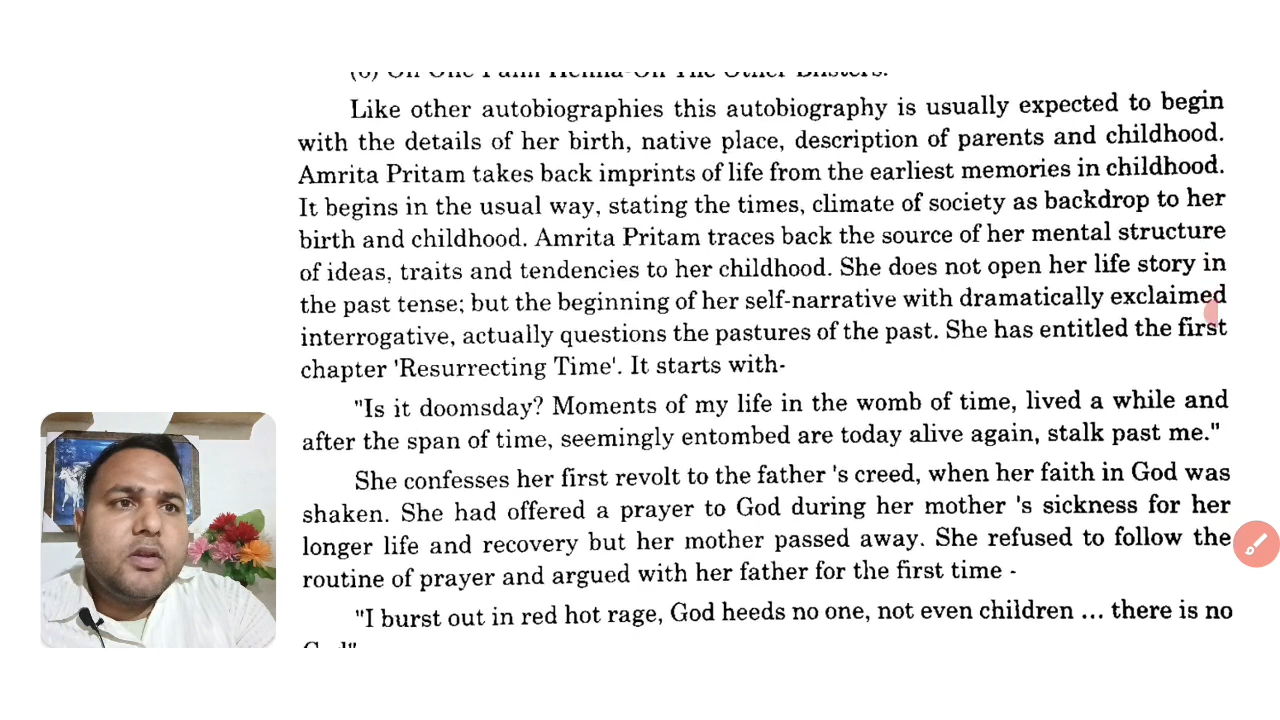 (6) On One Palm Henna-On The Other Blisters.
Like other autobiographies this autobiography is usually expected to begin
with the details of her birth, native place, description of parents and childhood.
Amrita Pritam takes back imprints of life from the earliest memories in childhood.
It begins in the usual way, stating the times, climate of society as backdrop to her
birth and childhood. Amrita Pritam traces back the source of her mental structure
of ideas, traits and tendencies to her childhood. She does not open her life story in
the past tense; but the beginning of her self-narrative with dramatically exclaimed
interrogative, actually questions the pastures of the past. She has entitled the first
chapter 'Resurrecting Time'. It starts with-
"Is it doomsday? Moments of my life in the womb of time, lived a while and
after the span of time, seemingly entombed are today alive again, stalk past me."
She confesses her first revolt to the father 's creed, when her faith in God was
shaken. She had offered a prayer to God during her mother 's sickness for her
longer life and recovery but her mother passed away. She refused to follow the
routine of prayer and argued with her father for the first time -
"I burst out in red hot rage, God heeds no one, not even children ... there is no
God"